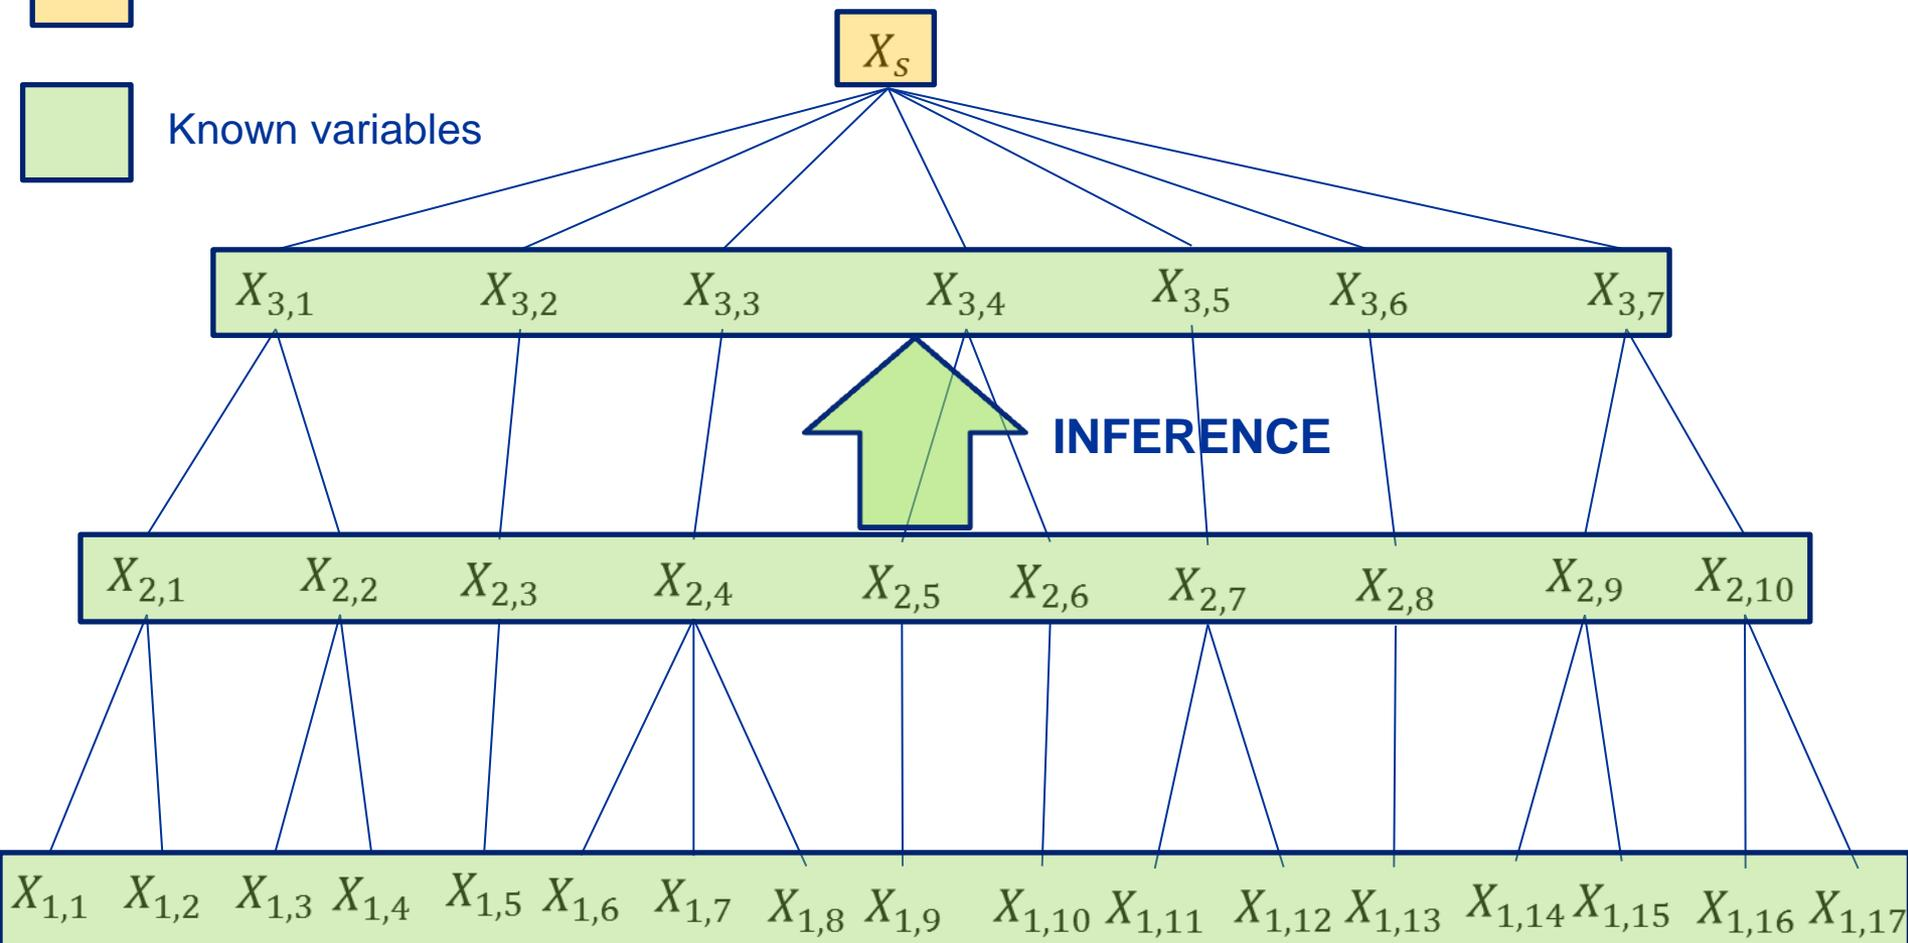 X_s
Known variables
X_{3,1} X_{3,2} X_{3,3} X_{3,4} X_{3,5} X_{3,6} X_{3,7}
INFERENCE
X_{2,1} X_{2,2} X_{2,3} X_{2,4} X_{2,5} X_{2,6} X_{2,7} X_{2,8} X_{2,9} X_{2,10}
X_{1,1} X_{1,2} X_{1,3} X_{1,4} X_{1,5} X_{1,6} X_{1,7} X_{1,8} X_{1,9} X_{1,10} X_{1,11} X_{1,12} X_{1,13} X_{1,14} X_{1,15} X_{1,16} X_{1,17}